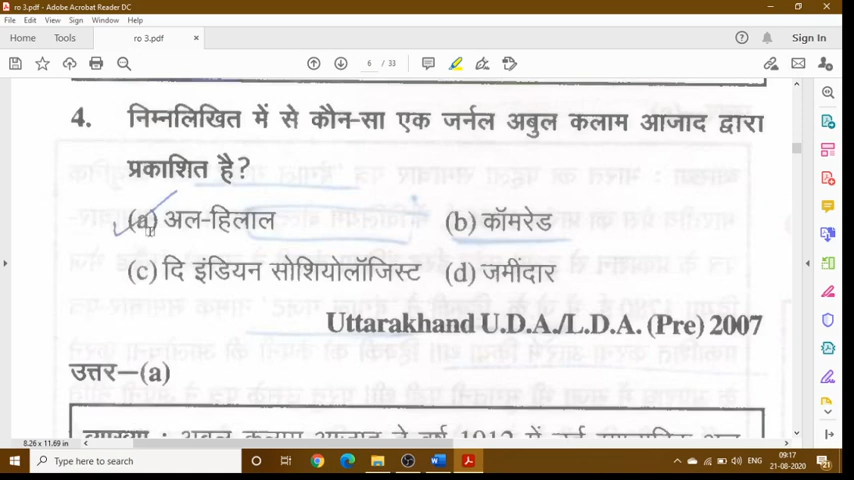 ro 3.pdf - Adobe Acrobat Reader DC
File Edit View Sign Window Help
Home Tools ro 3.pdf × Sign In
6 / 33
4. निम्नलिखित में से कौन-सा एक जर्नल अबुल कलाम आजाद द्वारा
प्रकाशित है?
(a) अल-हिलाल (b) कॉमरेड
(c) दि इंडियन सोशियोलॉजिस्ट (d) जमींदार
Uttarakhand U.D.A./L.D.A. (Pre) 2007
उत्तर—(a)
8.26 x 11.69 in
Type here to search
ENG
09:17
21-08-2020